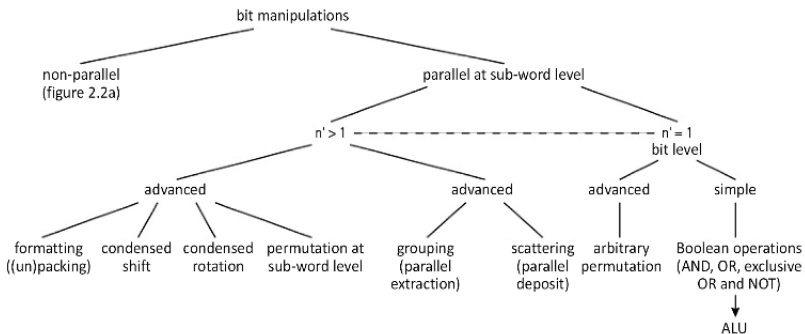 bit manipulations
non-parallel
(figure 2.2a)
parallel at sub-word level
n' > 1
n' = 1
bit level
advanced
advanced
advanced
simple
formatting
((un)packing)
condensed
shift
condensed
rotation
permutation at
sub-word level
grouping
(parallel
extraction)
scattering
(parallel
deposit)
arbitrary
permutation
Boolean operations
(AND, OR, exclusive
OR and NOT)
ALU